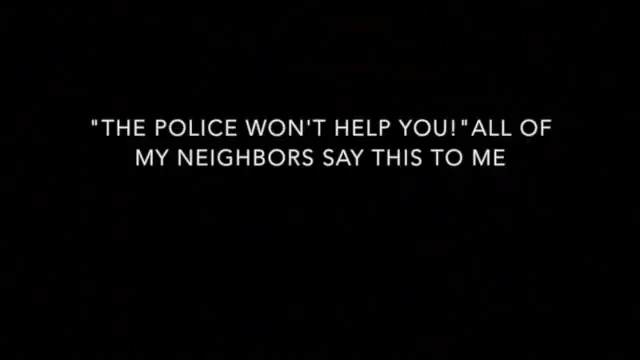 "THE POLICE WON'T HELP YOU!"ALL OF
MY NEIGHBORS SAY THIS TO ME